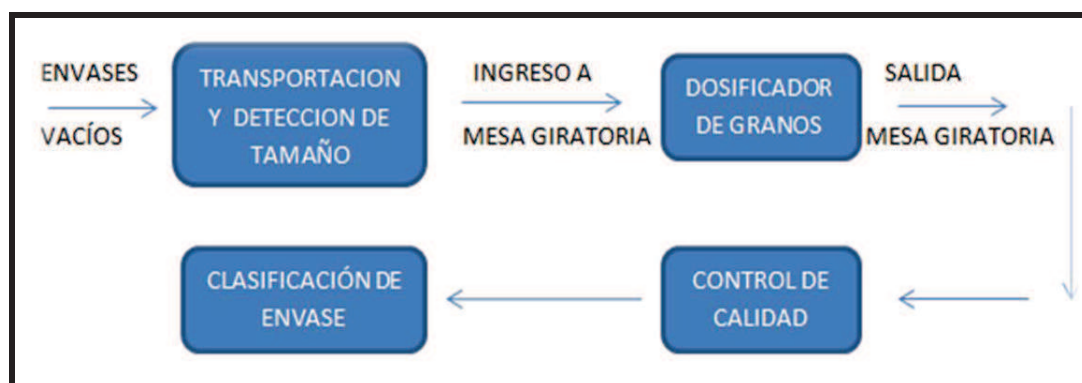 ENVASES
VACÍOS
TRANSPORTACION
Y DETECCION DE
TAMAÑO
INGRESO A
MESA GIRATORIA
DOSIFICADOR
DE GRANOS
SALIDA
MESA GIRATORIA
CONTROL DE
CALIDAD
CLASIFICACIÓN DE
ENVASE